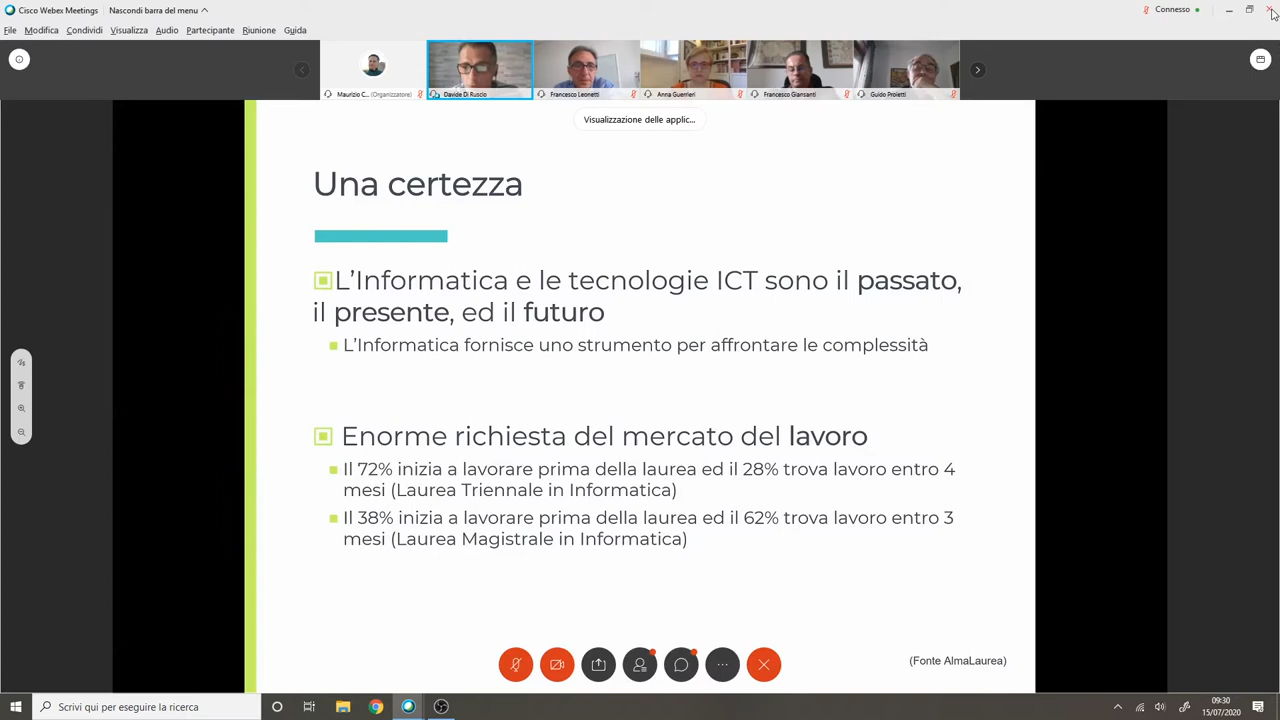 Cisco Webex Meetings
Nascondi barra del menu
Connesso
File Modifica Condividi Visualizza Audio Partecipante Riunione Guida
Maurizio C... (Organizzatore)
Davide Di Ruscio
Francesco Leonetti
Anna Guerrieri
Francesco Giansanti
Guido Proietti
Visualizzazione delle applic...
Una certezza
L’Informatica e le tecnologie ICT sono il passato,
il presente, ed il futuro
L’Informatica fornisce uno strumento per affrontare le complessità
Enorme richiesta del mercato del lavoro
Il 72% inizia a lavorare prima della laurea ed il 28% trova lavoro entro 4
mesi (Laurea Triennale in Informatica)
Il 38% inizia a lavorare prima della laurea ed il 62% trova lavoro entro 3
mesi (Laurea Magistrale in Informatica)
(Fonte AlmaLaurea)
Scrivi qui per eseguire la ricerca
09:30
15/07/2020